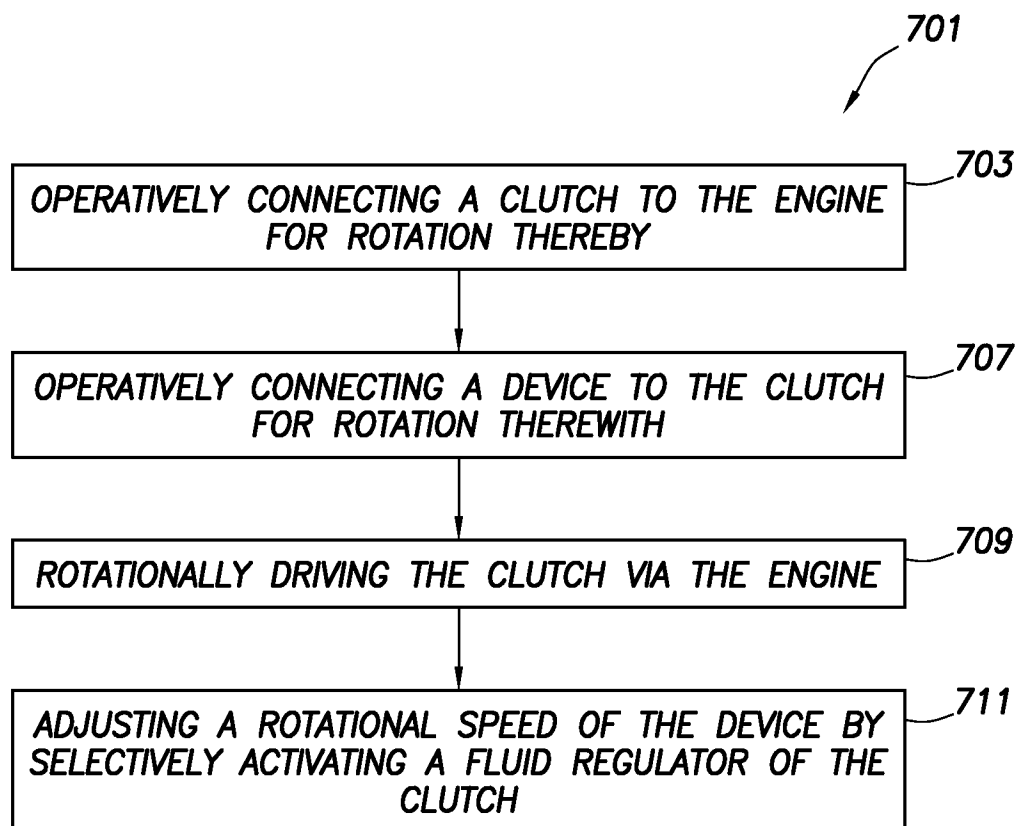 701
703
OPERATIVELY CONNECTING A CLUTCH TO THE ENGINE
FOR ROTATION THEREBY
707
OPERATIVELY CONNECTING A DEVICE TO THE CLUTCH
FOR ROTATION THEREWITH
709
ROTATIONALLY DRIVING THE CLUTCH VIA THE ENGINE
711
ADJUSTING A ROTATIONAL SPEED OF THE DEVICE BY
SELECTIVELY ACTIVATING A FLUID REGULATOR OF THE
CLUTCH